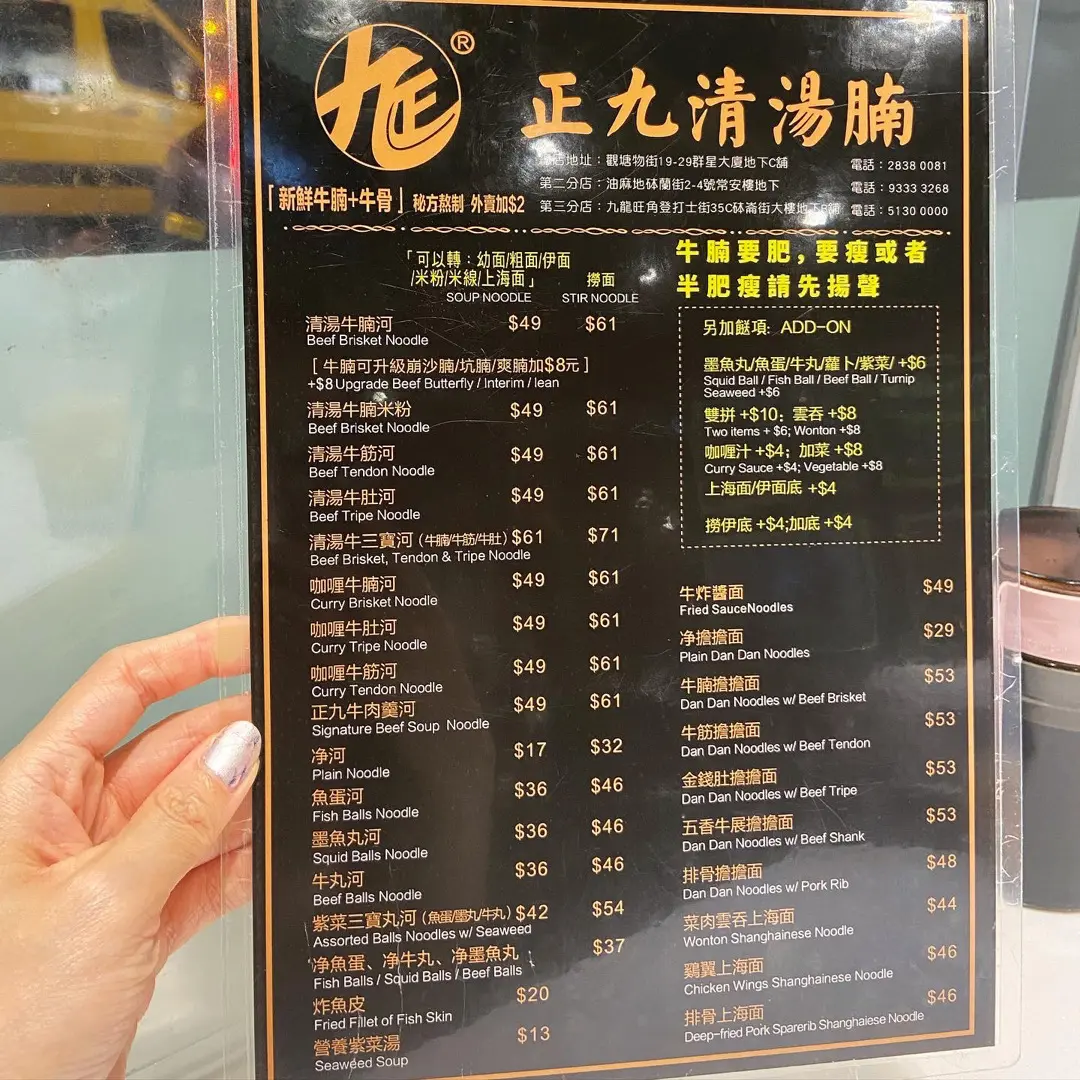 九正®
正九清湯腩
地址：觀塘物街19-29群星大廈地下C舖 電話：2838 0081
第二分店：油麻地砵蘭街2-4號常安樓地下 電話：9333 3268
第三分店：九龍旺角登打士街35C砵崙街大樓地下 舖 電話：5130 0000
「新鮮牛腩+牛骨」秘方熬制 外賣加$2
「可以轉：幼面/粗面/伊面
/米粉/米線/上海面」 撈面
SOUP NOODLE STIR NOODLE
清湯牛腩河 $49 $61
Beef Brisket Noodle
[ 牛腩可升級崩沙腩/坑腩/爽腩加$8元 ]
+$8 Upgrade Beef Butterfly / Interim / lean
清湯牛腩米粉 $49 $61
Beef Brisket Noodle
清湯牛筋河 $49 $61
Beef Tendon Noodle
清湯牛肚河 $49 $61
Beef Tripe Noodle
清湯牛三寶河（牛腩/牛筋/牛肚） $61 $71
Beef Brisket, Tendon & Tripe Noodle
咖喱牛腩河 $49 $61
Curry Brisket Noodle
咖喱牛肚河 $49 $61
Curry Tripe Noodle
咖喱牛筋河 $49 $61
Curry Tendon Noodle
正九牛肉羹河 $49 $61
Signature Beef Soup Noodle
净河 $17 $32
Plain Noodle
魚蛋河 $36 $46
Fish Balls Noodle
墨魚丸河 $36 $46
Squid Balls Noodle
牛丸河 $36 $46
Beef Balls Noodle
紫菜三寶丸河（魚蛋/墨丸/牛丸） $42 $54
Assorted Balls Noodles w/ Seaweed
净魚蛋、净牛丸、净墨魚丸 $37
Fish Balls / Squid Balls / Beef Balls
炸魚皮 $20
Fried Fillet of Fish Skin
營養紫菜湯 $13
Seaweed Soup
牛腩要肥，要瘦或者
半肥瘦請先揚聲
另加餸項: ADD-ON
墨魚丸/魚蛋/牛丸/蘿卜/紫菜/ +$6
Squid Ball / Fish Ball / Beef Ball / Turnip
Seaweed +$6
雙拼 +$10; 雲吞 +$8
Two items + $6; Wonton +$8
咖喱汁 +$4; 加菜 +$8
Curry Sauce +$4; Vegetable +$8
上海面/伊面底 +$4
撈伊底 +$4;加底 +$4
牛炸醬面 $49
Fried SauceNoodles
净擔擔面 $29
Plain Dan Dan Noodles
牛腩擔擔面 $53
Dan Dan Noodles w/ Beef Brisket
牛筋擔擔面 $53
Dan Dan Noodles w/ Beef Tendon
金錢肚擔擔面 $53
Dan Dan Noodles w/ Beef Tripe
五香牛展擔擔面 $53
Dan Dan Noodles w/ Beef Shank
排骨擔擔面 $48
Dan Dan Noodles w/ Pork Rib
菜肉雲吞上海面 $44
Wonton Shanghainese Noodle
鷄翼上海面 $46
Chicken Wings Shanghainese Noodle
排骨上海面 $46
Deep-fried Pork Sparerib Shanghaiese Noodle